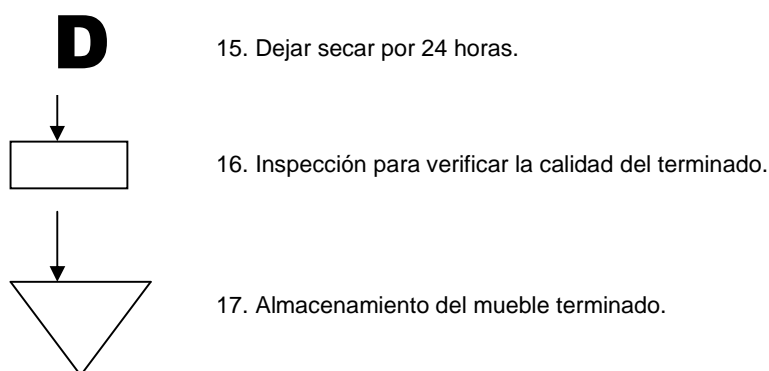 D
15. Dejar secar por 24 horas.
16. Inspección para verificar la calidad del terminado.
17. Almacenamiento del mueble terminado.